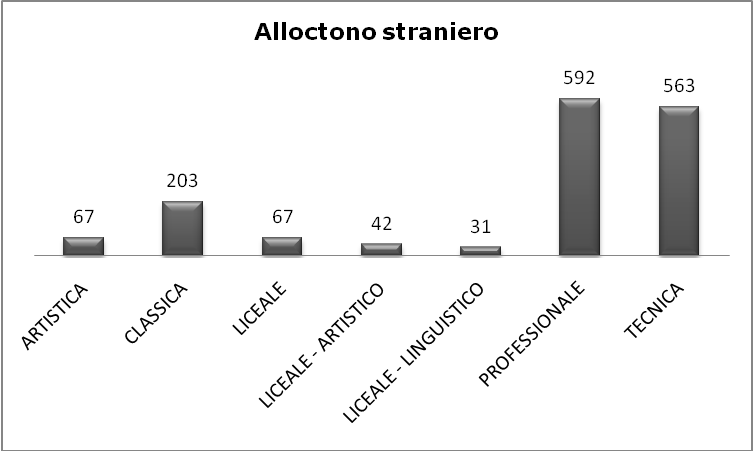 Alloctono straniero
67
203
67
42
31
592
563
ARTISTICA
CLASSICA
LICEALE
LICEALE - ARTISTICO
LICEALE - LINGUISTICO
PROFESSIONALE
TECNICA